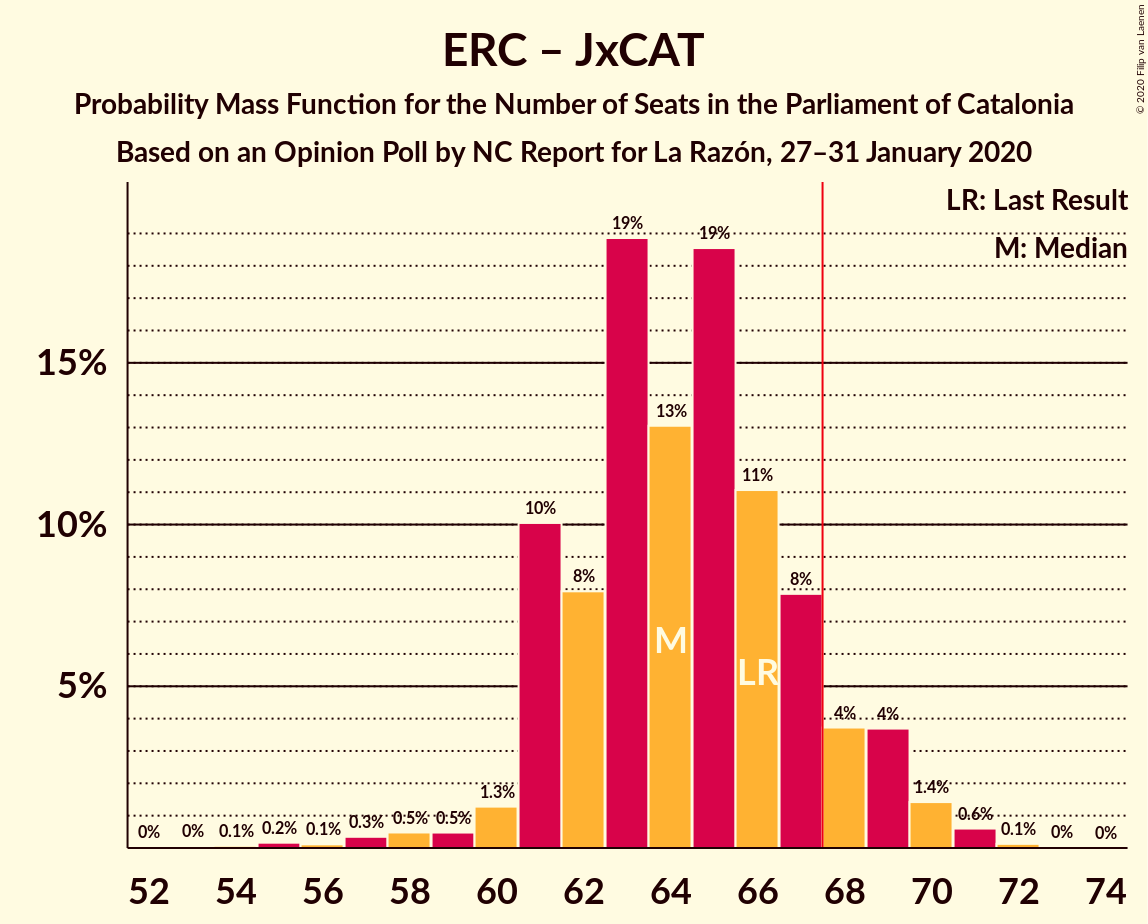 ERC – JxCAT
Probability Mass Function for the Number of Seats in the Parliament of Catalonia
Based on an Opinion Poll by NC Report for La Razón, 27–31 January 2020
© 2020 Filip van Laenen
LR: Last Result
M: Median
19%
19%
15%
13%
11%
10%
10%
8%
8%
M
LR
5%
4%
4%
1.3%
1.4%
0%
0%
0.1%
0.2%
0.1%
0.3%
0.5%
0.5%
0.6%
0.1%
0%
0%
52 54 56 58 60 62 64 66 68 70 72 74